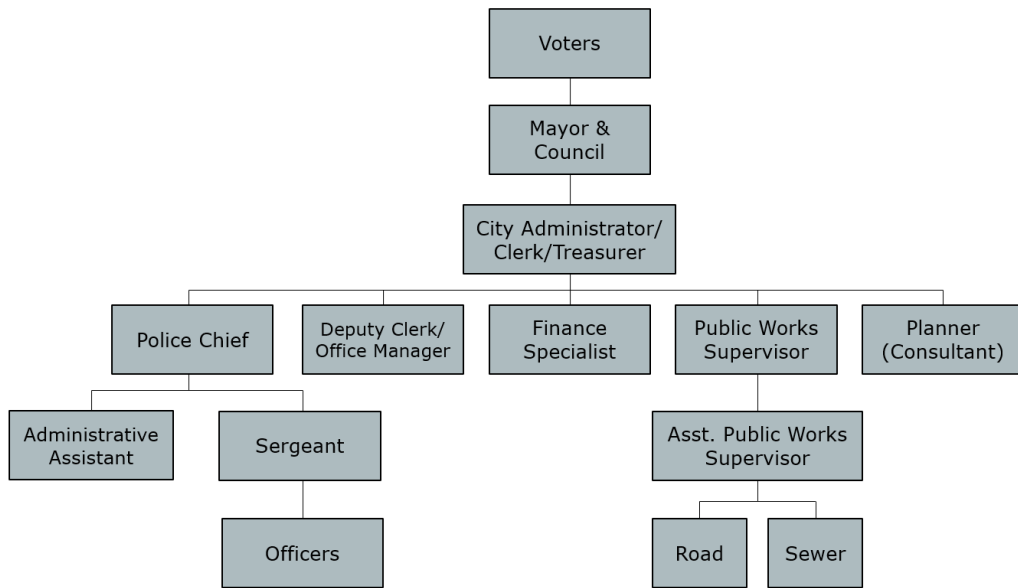 Voters
Mayor &
Council
City Administrator/
Clerk/Treasurer
Police Chief
Deputy Clerk/
Office Manager
Finance
Specialist
Public Works
Supervisor
Planner
(Consultant)
Administrative
Assistant
Sergeant
Asst. Public Works
Supervisor
Officers
Road
Sewer